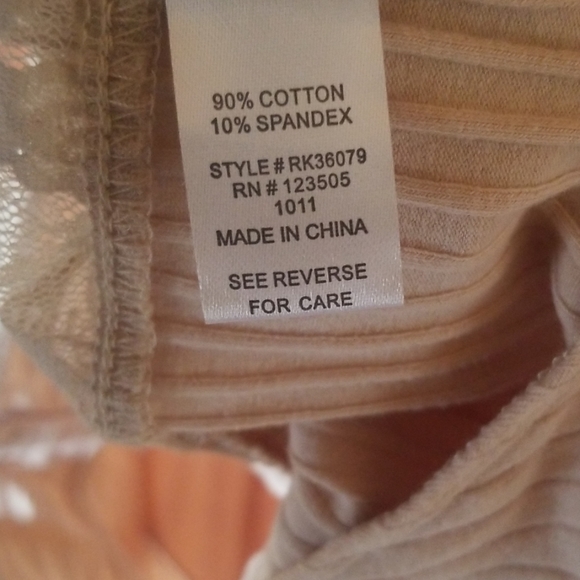 90% COTTON
10% SPANDEX
STYLE # RK36079
RN # 123505
1011
MADE IN CHINA
SEE REVERSE
FOR CARE